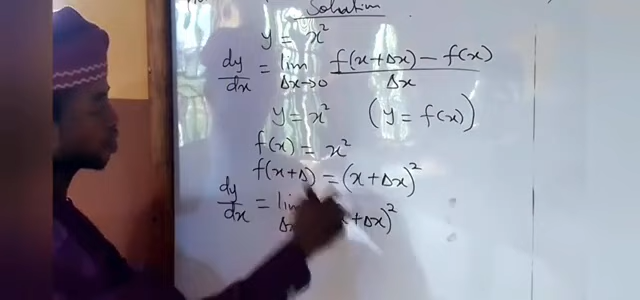 Solution
y = x²
dy/dx = lim Δx→0 f(x+Δx) − f(x) / Δx
y = x² (y = f(x))
f(x) = x²
f(x+Δ) = (x+Δx)²
dy/dx = lim +Δx)²